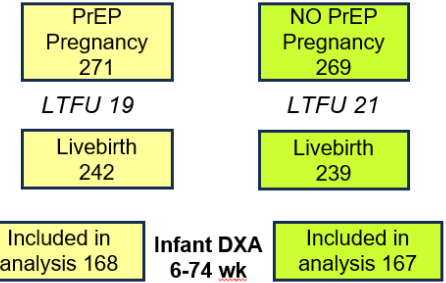 PrEP
Pregnancy
271
NO PrEP
Pregnancy
269
LTFU 19
LTFU 21
Livebirth
242
Livebirth
239
Included in
analysis 168
Infant DXA
6-74 wk
Included in
analysis 167